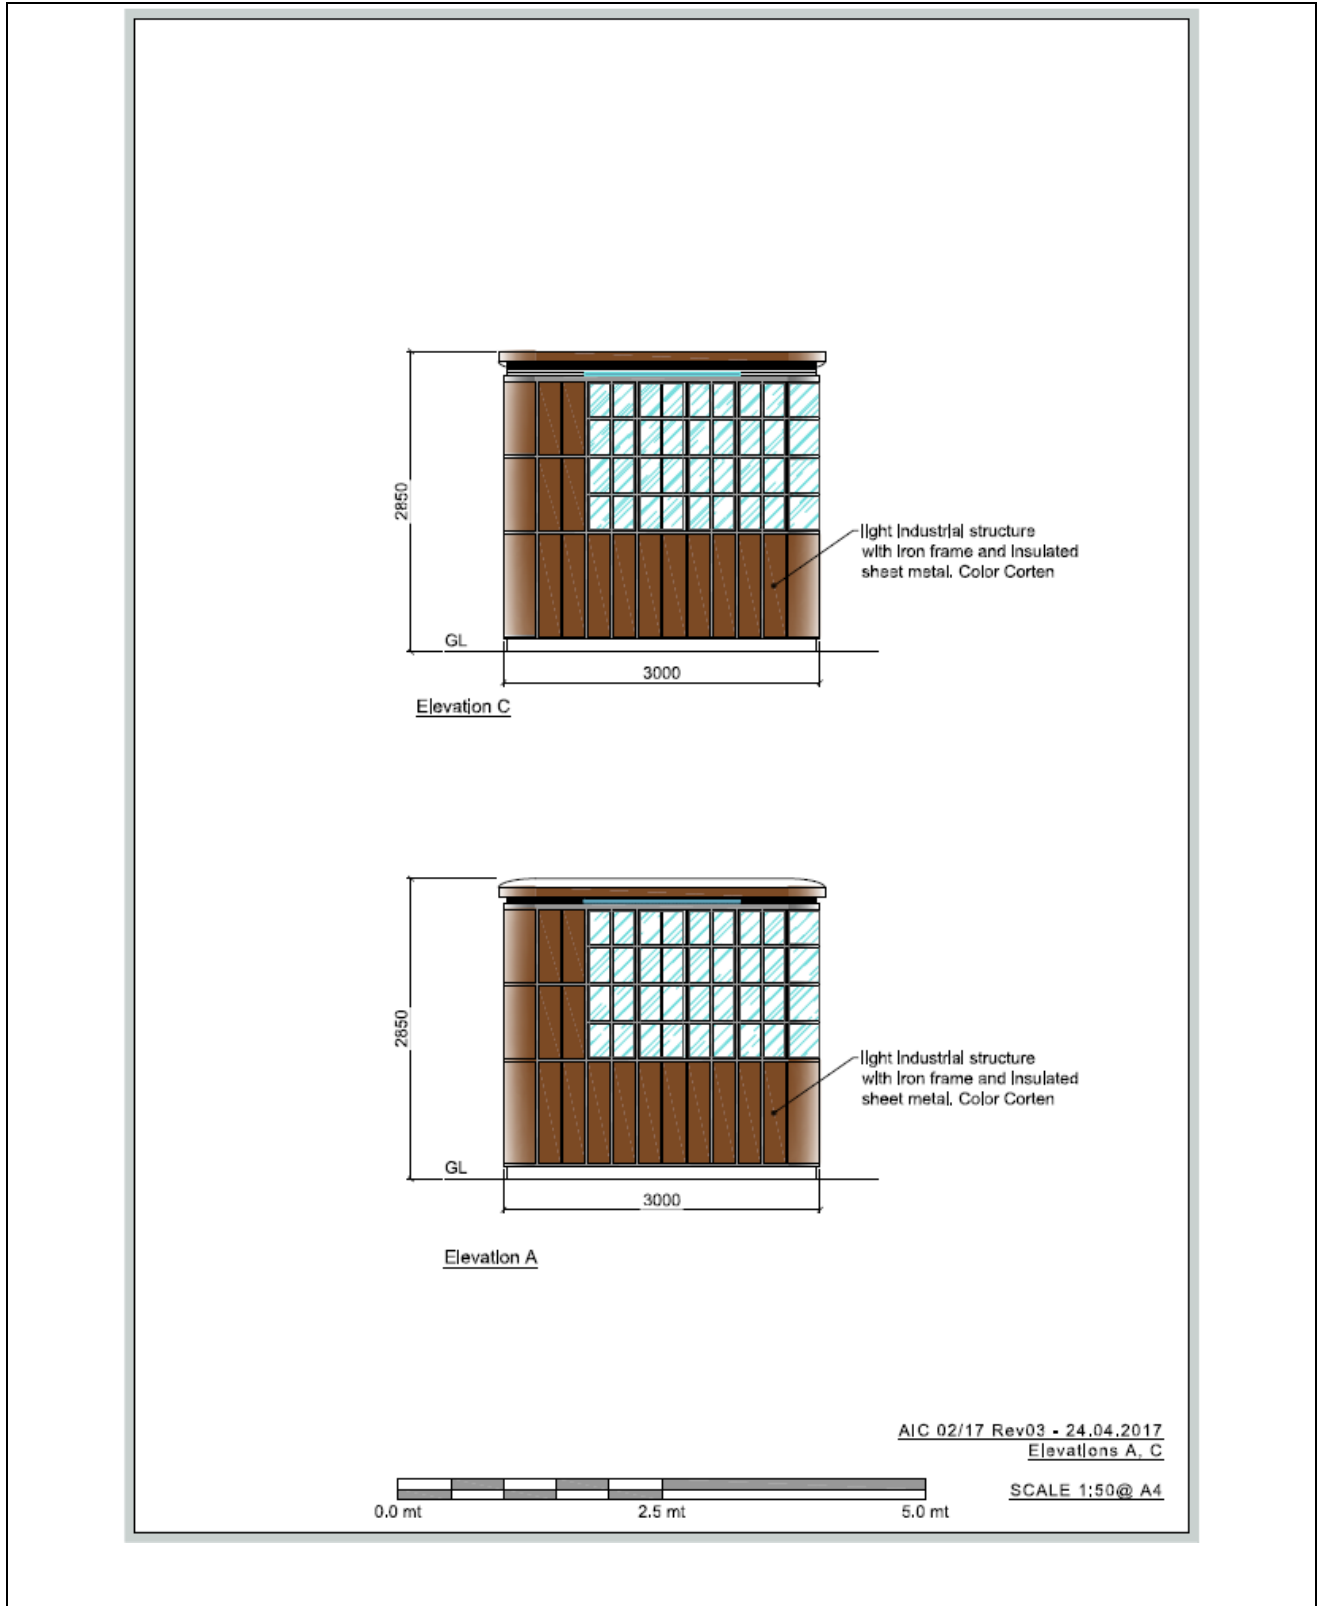 2850
light industrial structure
with iron frame and insulated
sheet metal. Color Corten
GL
3000
Elevation C
2850
light industrial structure
with iron frame and insulated
sheet metal. Color Corten
GL
3000
Elevation A
AIC 02/17 Rev03 - 24.04.2017
Elevations A, C
SCALE 1:50@ A4
0.0 mt 2.5 mt 5.0 mt